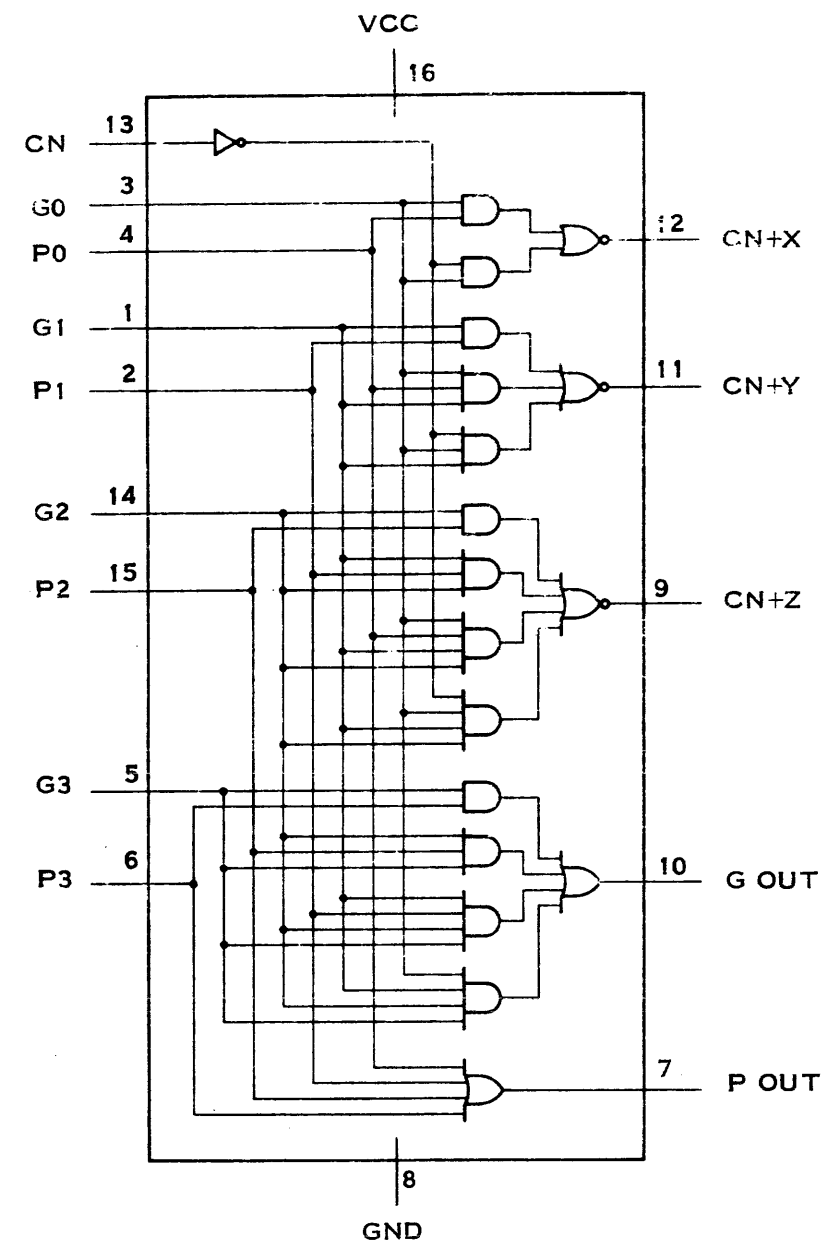 VCC
16
CN 13
G0 3
P0 4
12 CN+X
G1 1
P1 2
11 CN+Y
G2 14
P2 15
9 CN+Z
G3 5
P3 6
10 G OUT
7 P OUT
8
GND